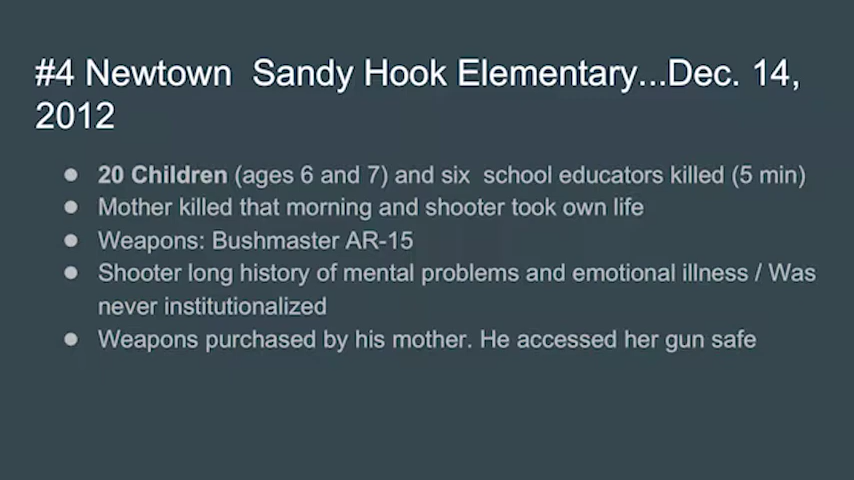 #4 Newtown  Sandy Hook Elementary...Dec. 14,
2012
● 20 Children (ages 6 and 7) and six  school educators killed (5 min)
● Mother killed that morning and shooter took own life
● Weapons: Bushmaster AR-15
● Shooter long history of mental problems and emotional illness / Was
never institutionalized
● Weapons purchased by his mother. He accessed her gun safe